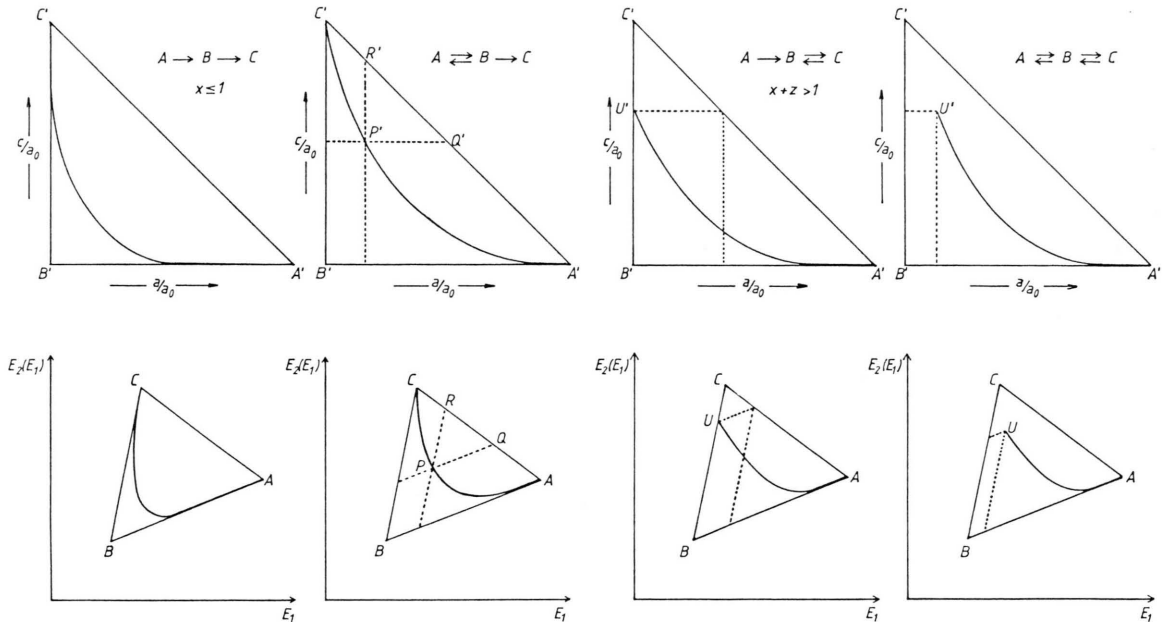 C'
A → B → C
x ≤ 1
c/a₀
B'
A'
a/a₀
C'
R'
A ⇄ B → C
P'
Q'
c/a₀
B'
A'
a/a₀
C'
A → B ⇄ C
x + z > 1
U'
c/a₀
B'
A'
a/a₀
C'
A ⇄ B ⇄ C
U'
c/a₀
B'
A'
a/a₀
E₂(E₁)
C
A
B
E₁
E₂(E₁)
C
R
Q
P
A
B
E₁
E₂(E₁)
C
U
A
B
E₁
E₂(E₁)
C
U
A
B
E₁